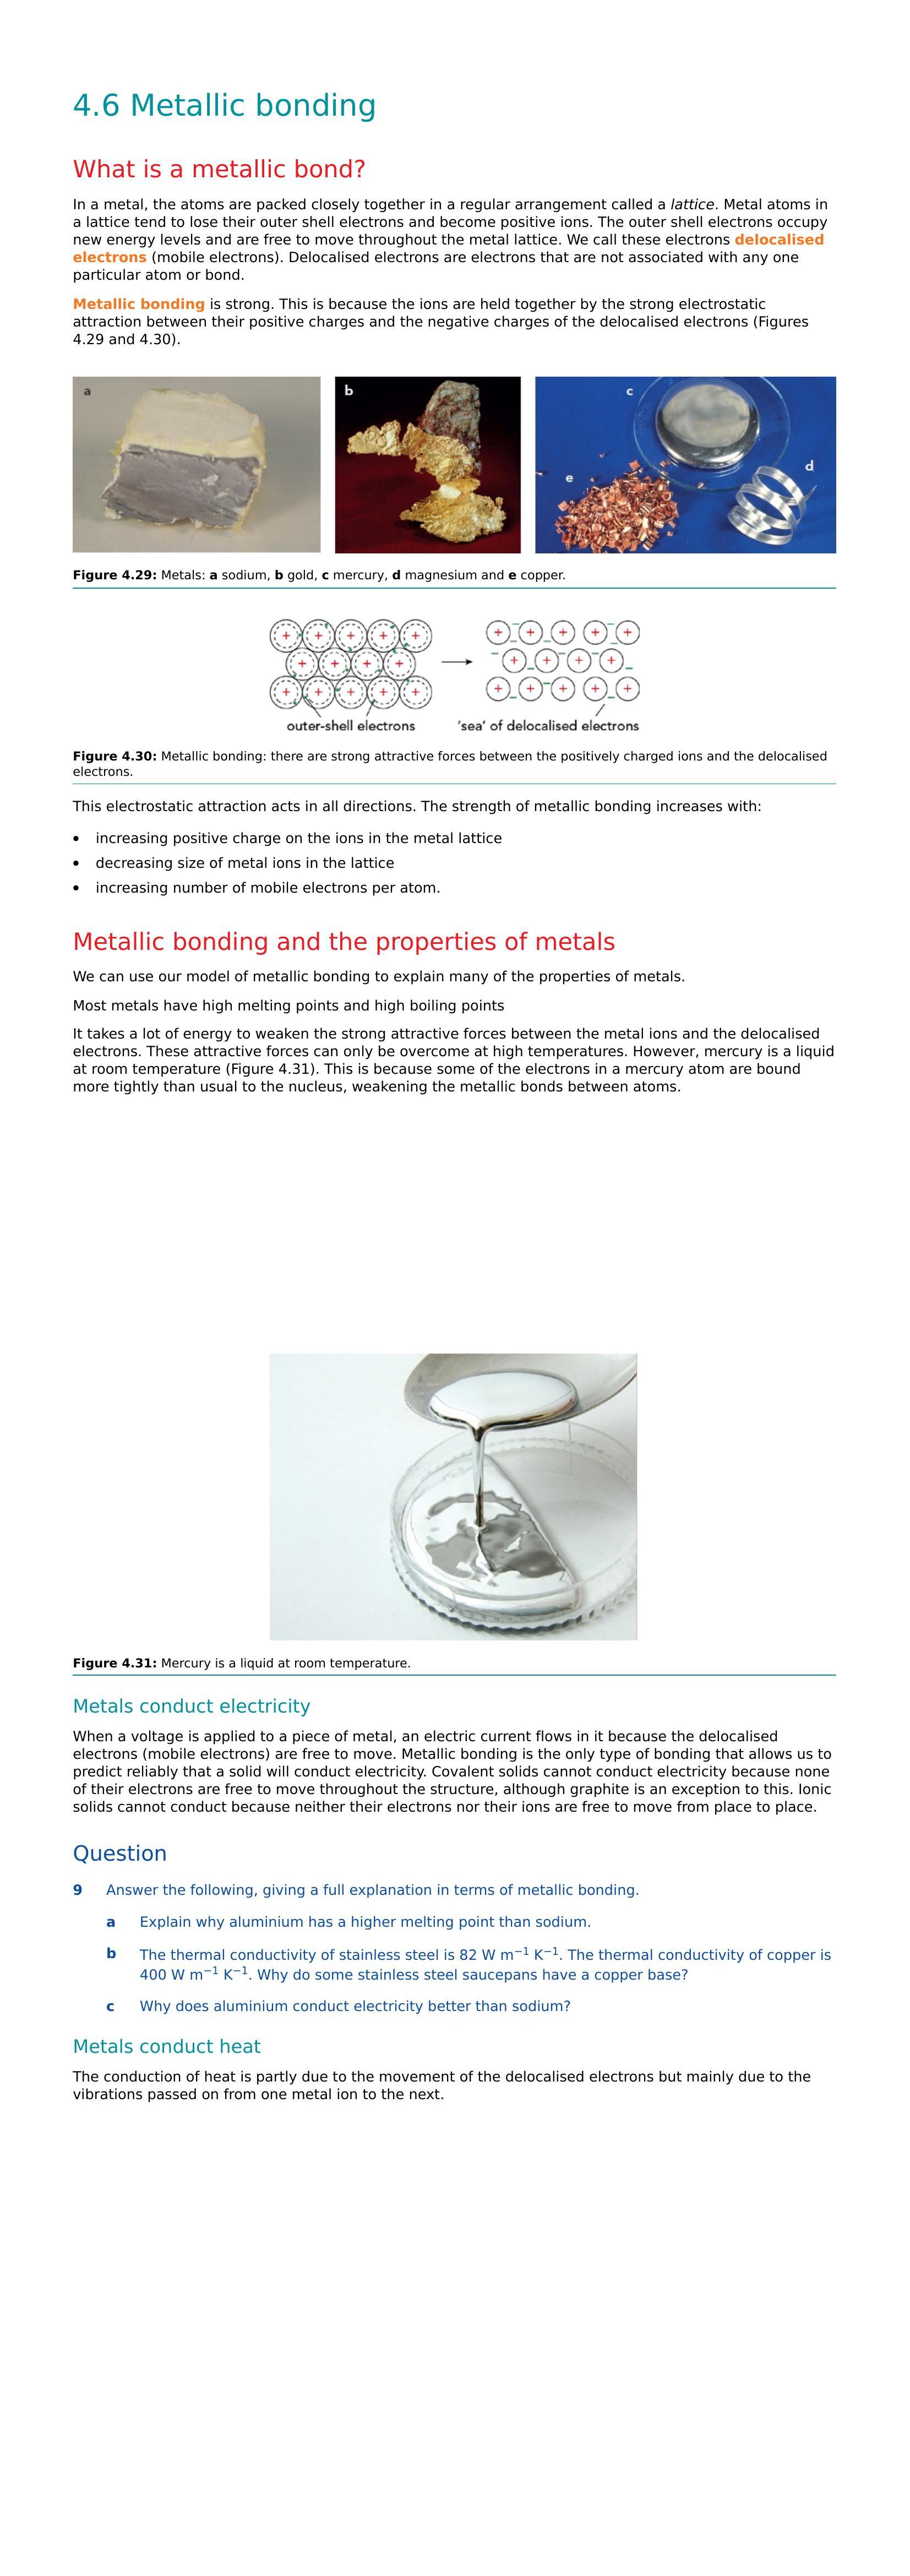 4.6 Metallic bonding
What is a metallic bond?
In a metal, the atoms are packed closely together in a regular arrangement called a lattice. Metal atoms in
a lattice tend to lose their outer shell electrons and become positive ions. The outer shell electrons occupy
new energy levels and are free to move throughout the metal lattice. We call these electrons delocalised
electrons (mobile electrons). Delocalised electrons are electrons that are not associated with any one
particular atom or bond.
Metallic bonding is strong. This is because the ions are held together by the strong electrostatic
attraction between their positive charges and the negative charges of the delocalised electrons (Figures
4.29 and 4.30).
a
b
c
d
e
Figure 4.29: Metals: a sodium, b gold, c mercury, d magnesium and e copper.
outer-shell electrons
'sea' of delocalised electrons
Figure 4.30: Metallic bonding: there are strong attractive forces between the positively charged ions and the delocalised
electrons.
This electrostatic attraction acts in all directions. The strength of metallic bonding increases with:
• increasing positive charge on the ions in the metal lattice
• decreasing size of metal ions in the lattice
• increasing number of mobile electrons per atom.
Metallic bonding and the properties of metals
We can use our model of metallic bonding to explain many of the properties of metals.
Most metals have high melting points and high boiling points
It takes a lot of energy to weaken the strong attractive forces between the metal ions and the delocalised
electrons. These attractive forces can only be overcome at high temperatures. However, mercury is a liquid
at room temperature (Figure 4.31). This is because some of the electrons in a mercury atom are bound
more tightly than usual to the nucleus, weakening the metallic bonds between atoms.
Figure 4.31: Mercury is a liquid at room temperature.
Metals conduct electricity
When a voltage is applied to a piece of metal, an electric current flows in it because the delocalised
electrons (mobile electrons) are free to move. Metallic bonding is the only type of bonding that allows us to
predict reliably that a solid will conduct electricity. Covalent solids cannot conduct electricity because none
of their electrons are free to move throughout the structure, although graphite is an exception to this. Ionic
solids cannot conduct because neither their electrons nor their ions are free to move from place to place.
Question
9 Answer the following, giving a full explanation in terms of metallic bonding.
a Explain why aluminium has a higher melting point than sodium.
b The thermal conductivity of stainless steel is 82 W m⁻¹ K⁻¹. The thermal conductivity of copper is
400 W m⁻¹ K⁻¹. Why do some stainless steel saucepans have a copper base?
c Why does aluminium conduct electricity better than sodium?
Metals conduct heat
The conduction of heat is partly due to the movement of the delocalised electrons but mainly due to the
vibrations passed on from one metal ion to the next.